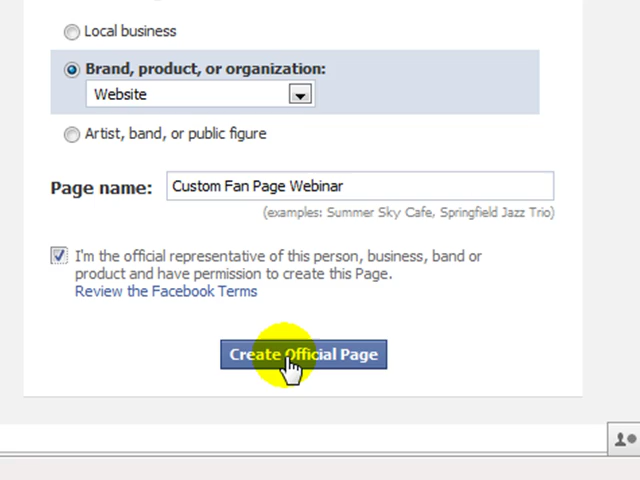 Local business
Brand, product, or organization:
Website
Artist, band, or public figure
Page name: Custom Fan Page Webinar
(examples: Summer Sky Cafe, Springfield Jazz Trio)
I'm the official representative of this person, business, band or
product and have permission to create this Page.
Review the Facebook Terms
Create Official Page